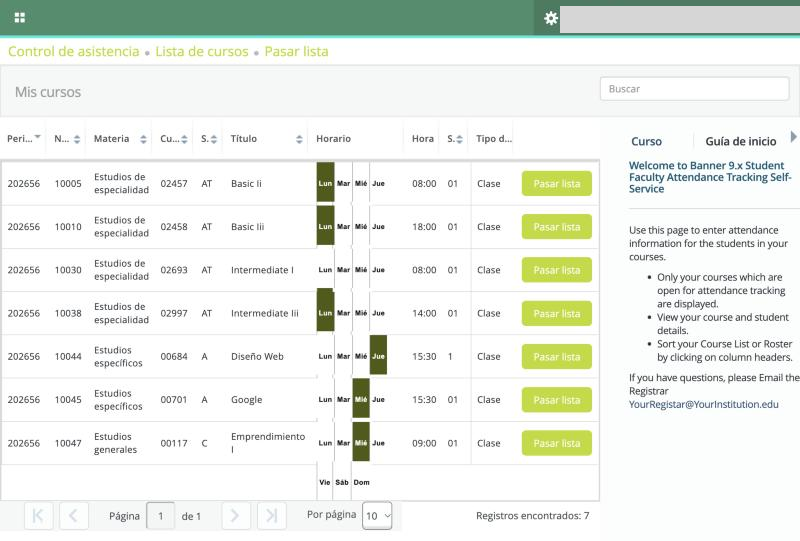 Control de asistencia • Lista de cursos • Pasar lista
Mis cursos
Buscar
Peri... N... Materia Cu... S. Título Horario Hora S. Tipo d...
202656 10005 Estudios de especialidad 02457 AT Basic Ii Lun Mar Mié Jue 08:00 01 Clase Pasar lista
202656 10010 Estudios de especialidad 02458 AT Basic Iii Lun Mar Mié Jue 18:00 01 Clase Pasar lista
202656 10030 Estudios de especialidad 02693 AT Intermediate I Lun Mar Mié Jue 08:00 01 Clase Pasar lista
202656 10038 Estudios de especialidad 02997 AT Intermediate Iii Lun Mar Mié Jue 14:00 01 Clase Pasar lista
202656 10044 Estudios específicos 00684 A Diseño Web Lun Mar Mié Jue 15:30 1 Clase Pasar lista
202656 10045 Estudios específicos 00701 A Google Lun Mar Mié Jue 15:30 01 Clase Pasar lista
202656 10047 Estudios generales 00117 C Emprendimiento I Lun Mar Mié Jue 09:00 01 Clase Pasar lista
Vie Sáb Dom
Página 1 de 1 Por página 10 Registros encontrados: 7
Curso Guía de inicio
Welcome to Banner 9.x Student
Faculty Attendance Tracking Self-
Service
Use this page to enter attendance
information for the students in your
courses.
• Only your courses which are
open for attendance tracking
are displayed.
• View your course and student
details.
• Sort your Course List or Roster
by clicking on column headers.
If you have questions, please Email the
Registrar
YourRegistar@YourInstitution.edu